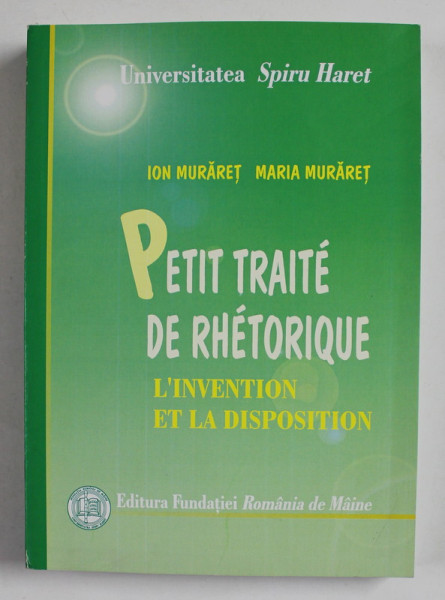 Universitatea Spiru Haret
ION MURĂREȚ MARIA MURĂREȚ
PETIT TRAITÉ
DE RHÉTORIQUE
L'INVENTION
ET LA DISPOSITION
Editura Fundației România de Mâine